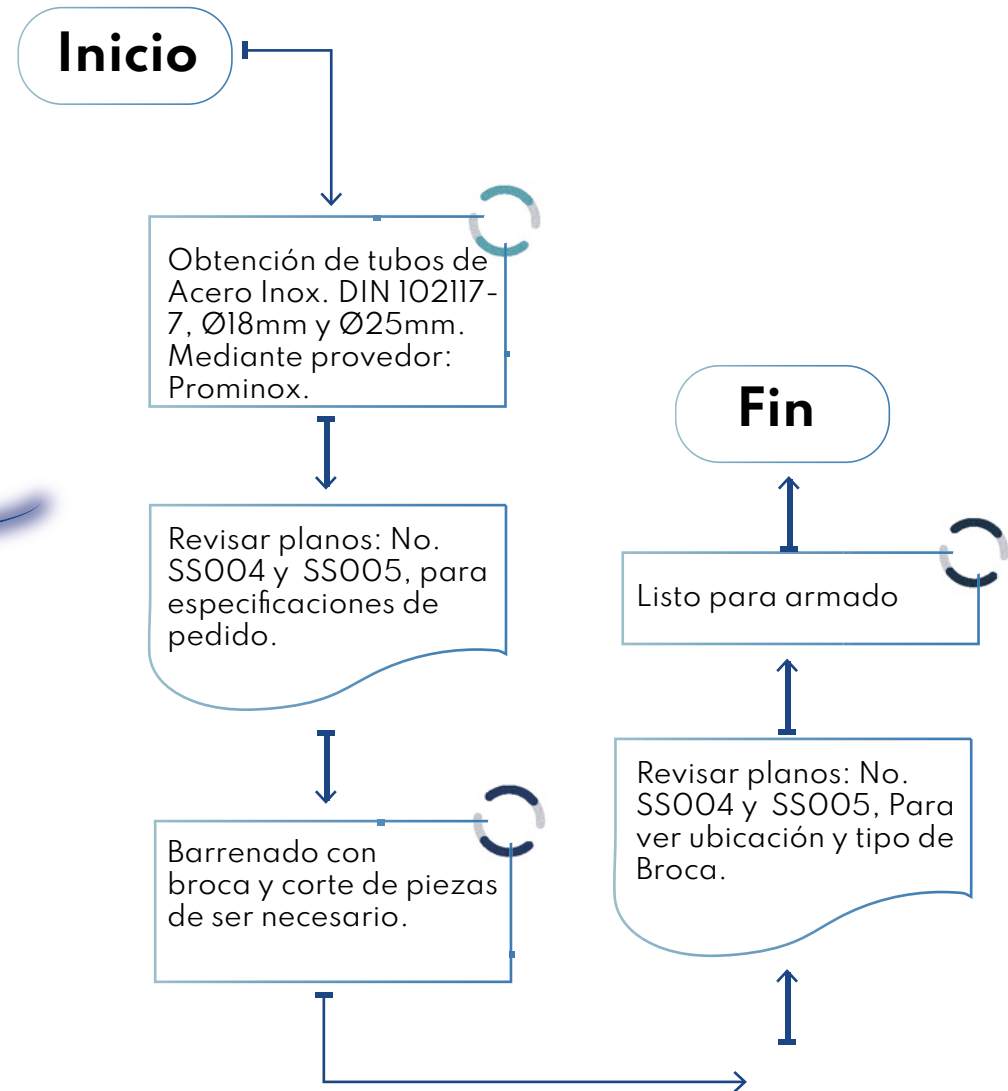 Inicio
Obtención de tubos de
Acero Inox. DIN 102117-
7, Ø18mm y Ø25mm.
Mediante provedor:
Prominox.
Revisar planos: No.
SS004 y SS005, para
especificaciones de
pedido.
Barrenado con
broca y corte de piezas
de ser necesario.
Revisar planos: No.
SS004 y SS005, Para
ver ubicación y tipo de
Broca.
Listo para armado
Fin